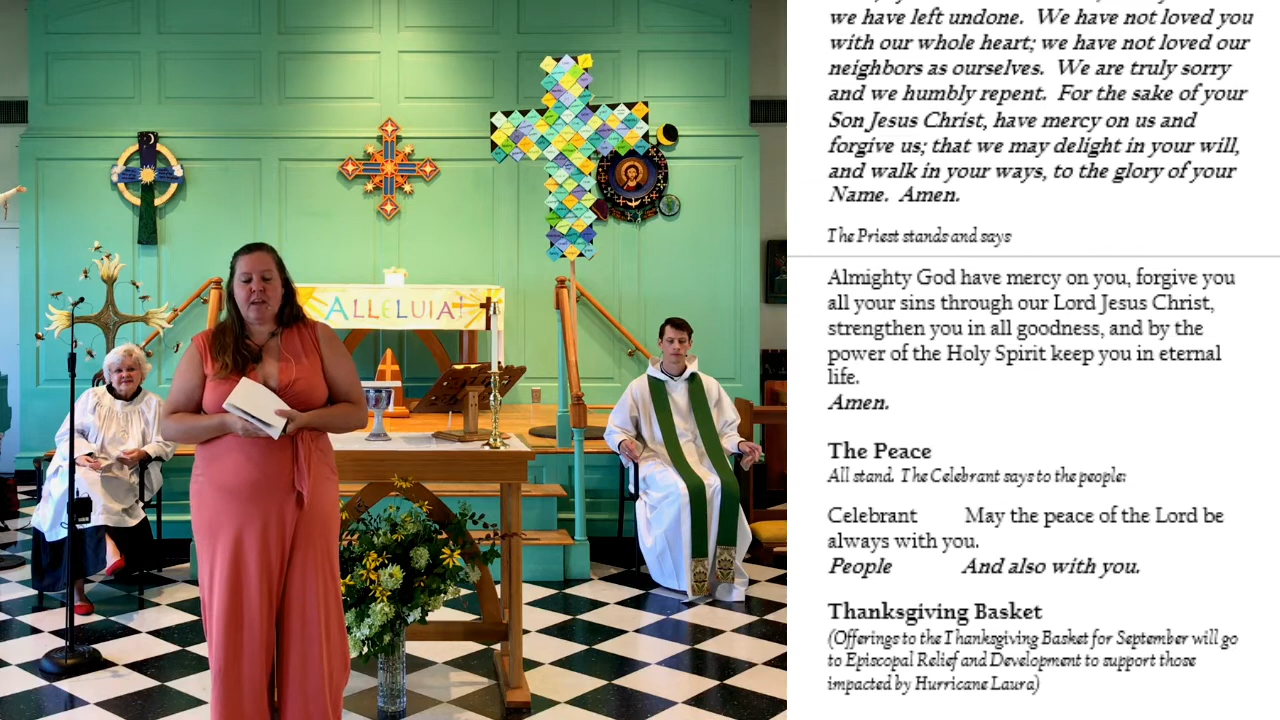 ALLELUIA!
we have left undone. We have not loved you
with our whole heart; we have not loved our
neighbors as ourselves. We are truly sorry
and we humbly repent. For the sake of your
Son Jesus Christ, have mercy on us and
forgive us; that we may delight in your will,
and walk in your ways, to the glory of your
Name. Amen.
The Priest stands and says
Almighty God have mercy on you, forgive you
all your sins through our Lord Jesus Christ,
strengthen you in all goodness, and by the
power of the Holy Spirit keep you in eternal
life.
Amen.
The Peace
All stand. The Celebrant says to the people:
Celebrant May the peace of the Lord be
always with you.
People And also with you.
Thanksgiving Basket
(Offerings to the Thanksgiving Basket for September will go
to Episcopal Relief and Development to support those
impacted by Hurricane Laura)